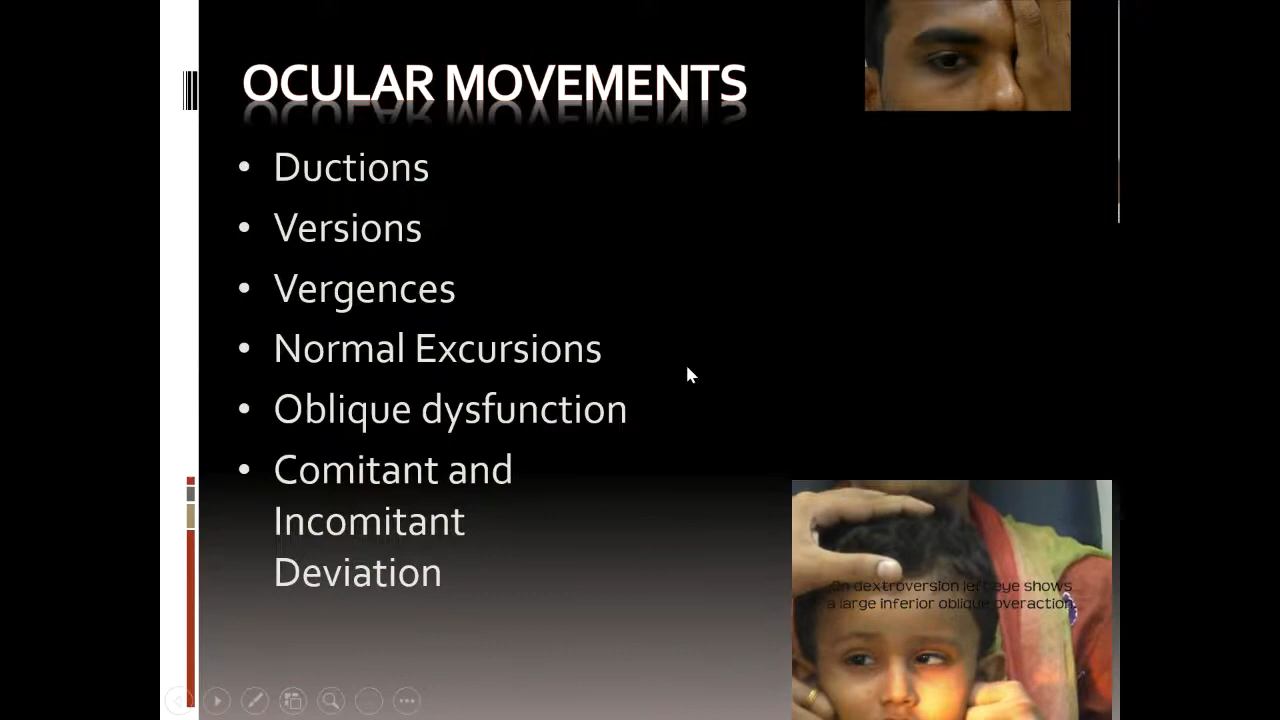 OCULAR MOVEMENTS
• Ductions
• Versions
• Vergences
• Normal Excursions
• Oblique dysfunction
• Comitant and
Incomitant
Deviation
On dextroversion left eye shows
a large inferior oblique overaction